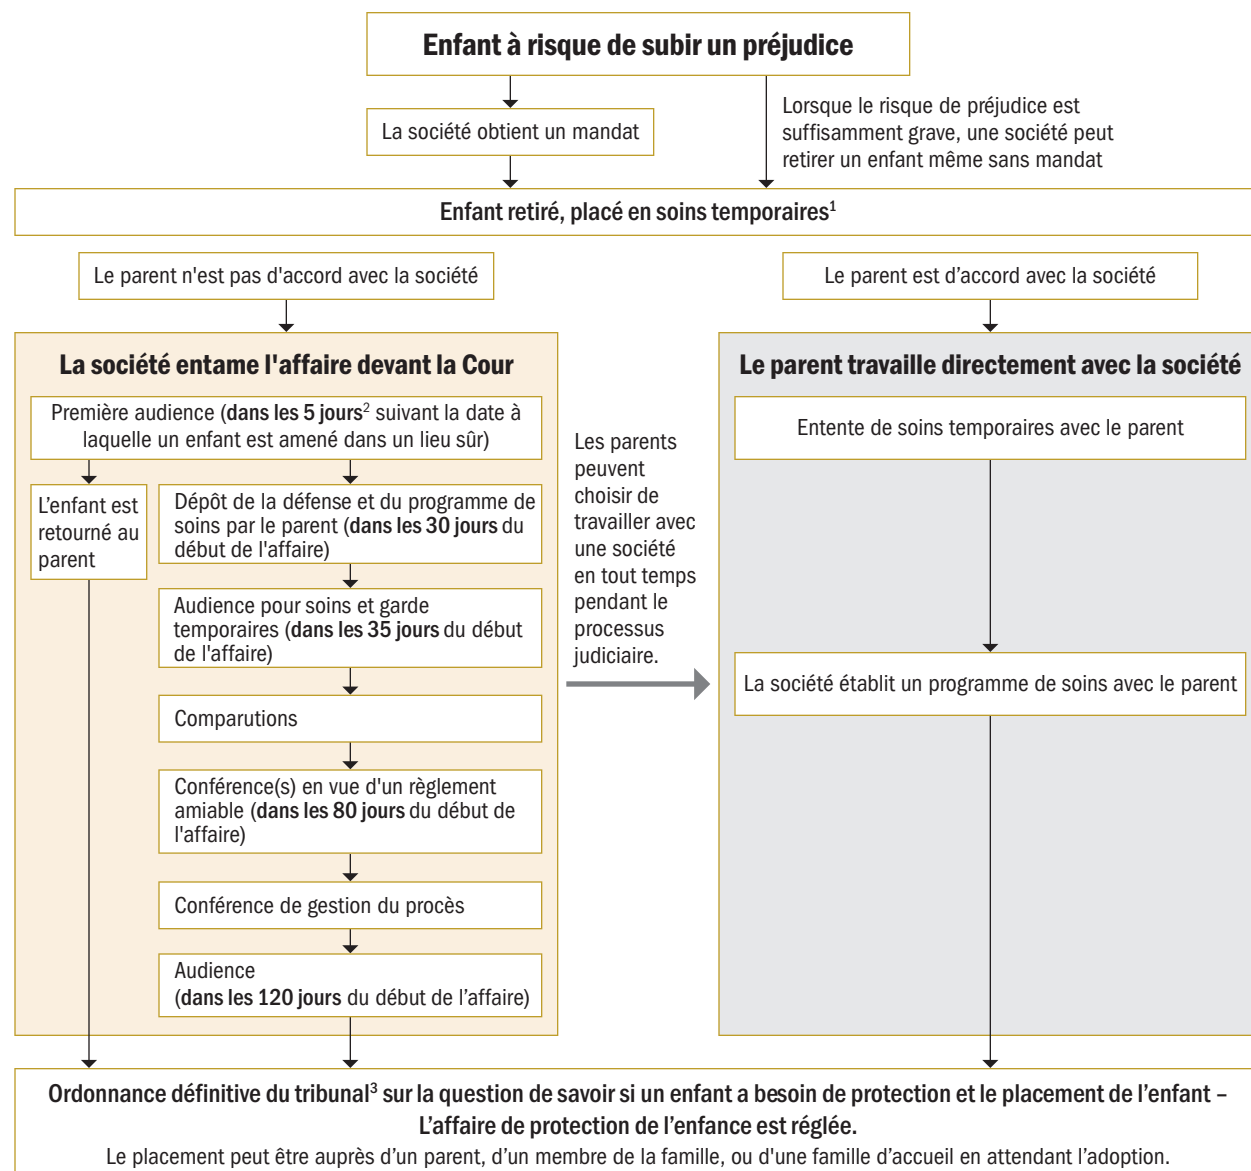 Enfant à risque de subir un préjudice
La société obtient un mandat
Lorsque le risque de préjudice est
suffisamment grave, une société peut
retirer un enfant même sans mandat
Enfant retiré, placé en soins temporaires¹
Le parent n'est pas d'accord avec la société
Le parent est d’accord avec la société
La société entame l'affaire devant la Cour
Première audience (dans les 5 jours² suivant la date à
laquelle un enfant est amené dans un lieu sûr)
L’enfant est
retourné au
parent
Dépôt de la défense et du programme de
soins par le parent (dans les 30 jours du
début de l'affaire)
Audience pour soins et garde
temporaires (dans les 35 jours du début
de l'affaire)
Comparutions
Conférence(s) en vue d'un règlement
amiable (dans les 80 jours du début de
l'affaire)
Conférence de gestion du procès
Audience
(dans les 120 jours du début de l’affaire)
Les parents
peuvent
choisir de
travailler avec
une société
en tout temps
pendant le
processus
judiciaire.
Le parent travaille directement avec la société
Entente de soins temporaires avec le parent
La société établit un programme de soins avec le parent
Ordonnance définitive du tribunal³ sur la question de savoir si un enfant a besoin de protection et le placement de l’enfant –
L’affaire de protection de l’enfance est réglée.
Le placement peut être auprès d’un parent, d’un membre de la famille, ou d'une famille d’accueil en attendant l’adoption.